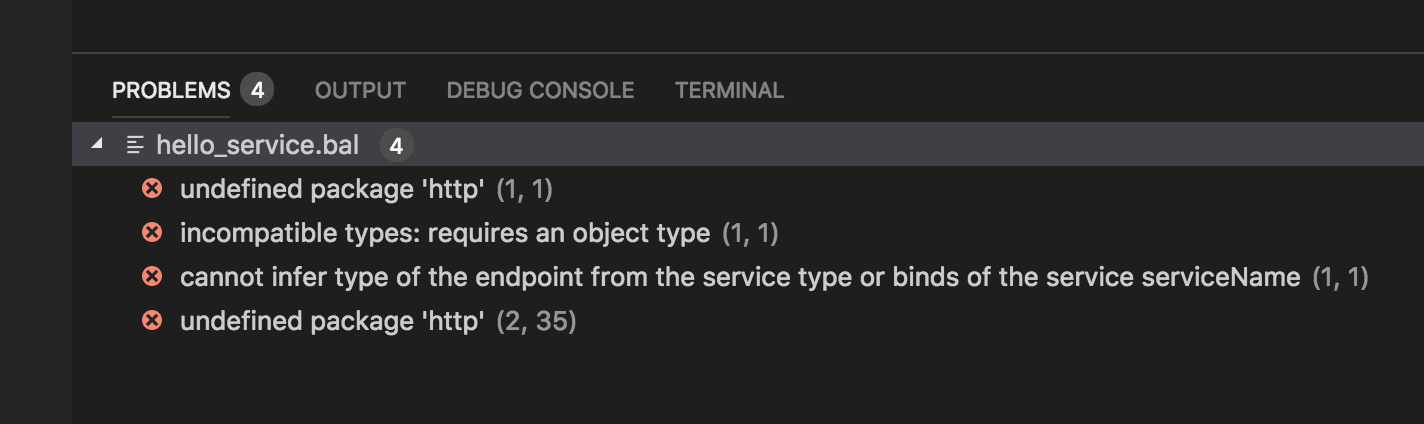 PROBLEMS 4 OUTPUT DEBUG CONSOLE TERMINAL
hello_service.bal 4
undefined package 'http' (1, 1)
incompatible types: requires an object type (1, 1)
cannot infer type of the endpoint from the service type or binds of the service serviceName (1, 1)
undefined package 'http' (2, 35)